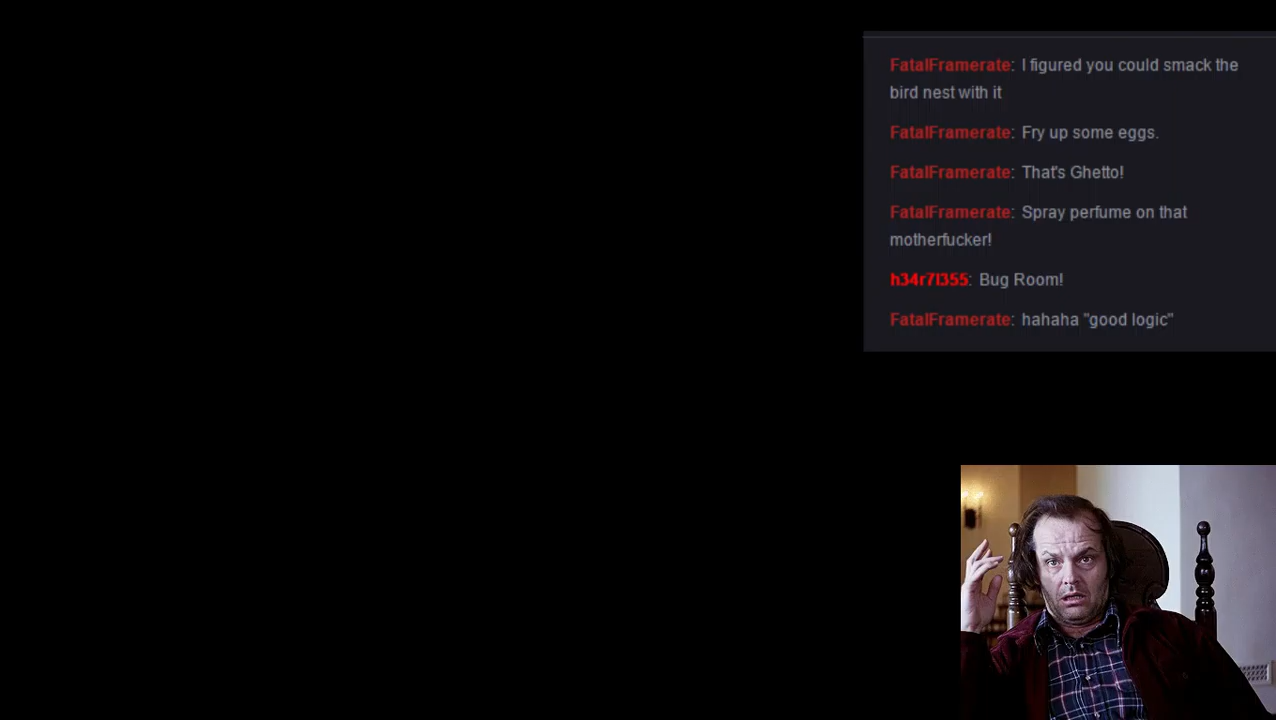 FatalFramerate: I figured you could smack the
bird nest with it
FatalFramerate: Fry up some eggs.
FatalFramerate: That's Ghetto!
FatalFramerate: Spray perfume on that
motherfucker!
h34r7l355: Bug Room!
FatalFramerate: hahaha "good logic"